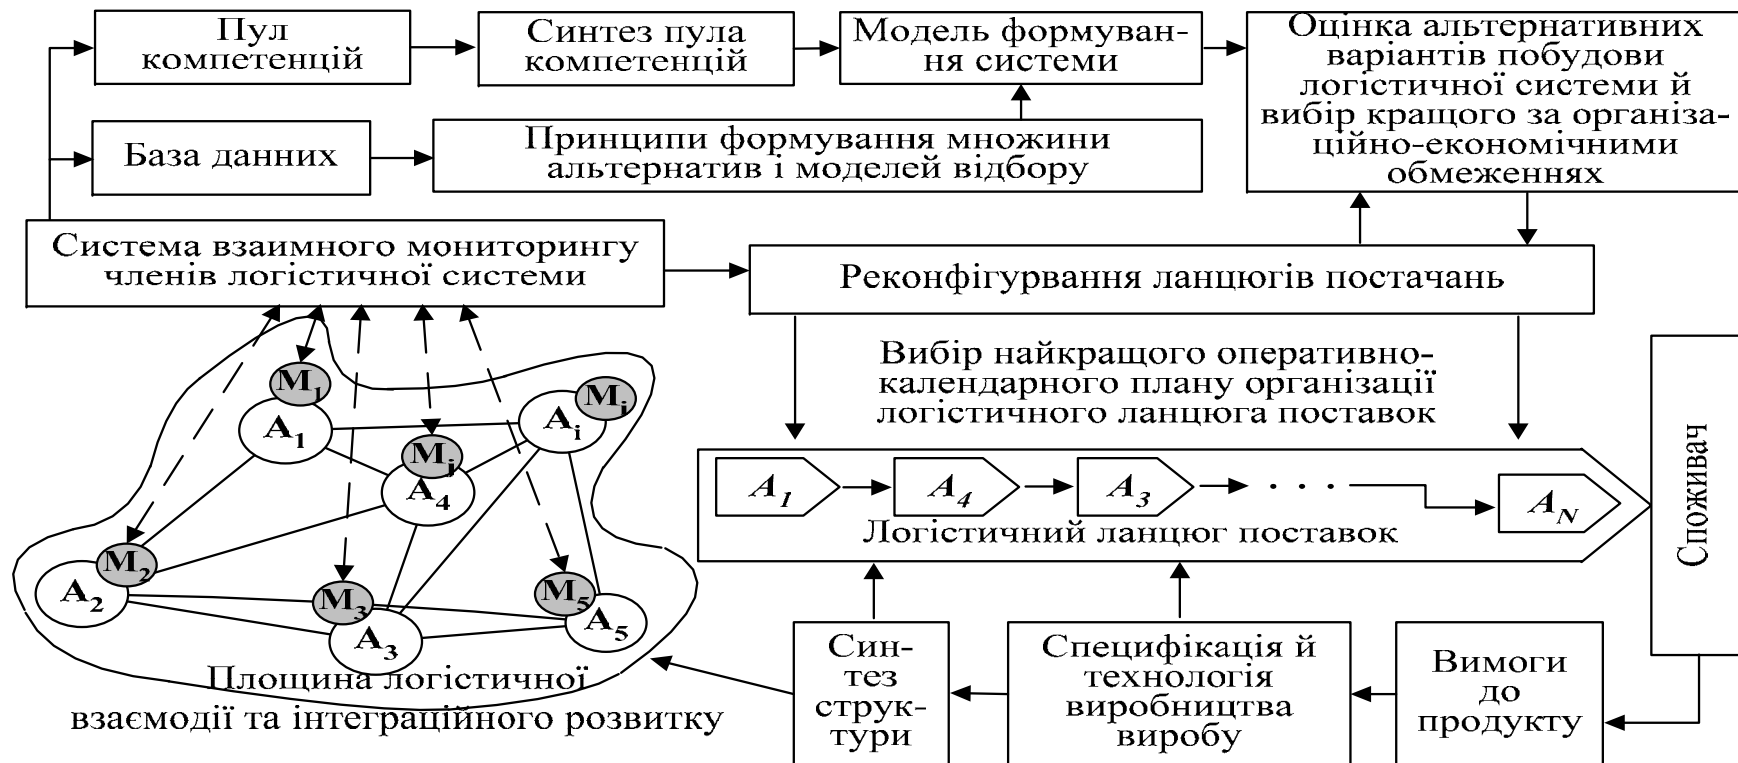 Пул
компетенцій
Синтез пула
компетенцій
Модель формуван-
ня системи
Оцінка альтернативних
варіантів побудови
логістичної системи й
вибір кращого за організа-
ційно-економічними
обмеженнях
База данних
Принципи формування множини
альтернатив і моделей відбору
Система взаимного мониторингу
членів логістичної системи
Реконфігурвання ланцюгів постачань
Вибір найкращого оперативно-
календарного плану організації
логістичного ланцюга поставок
M1
A1
Mi
Ai
Mj
A4
M2
A2
M3
A3
M5
A5
Площина логістичної
взаємодії та інтеграційного розвитку
A1
A4
A3
. . .
AN
Логістичний ланцюг поставок
Споживач
Син-
тез
струк-
тури
Специфікація й
технологія
виробництва
виробу
Вимоги
до
продукту